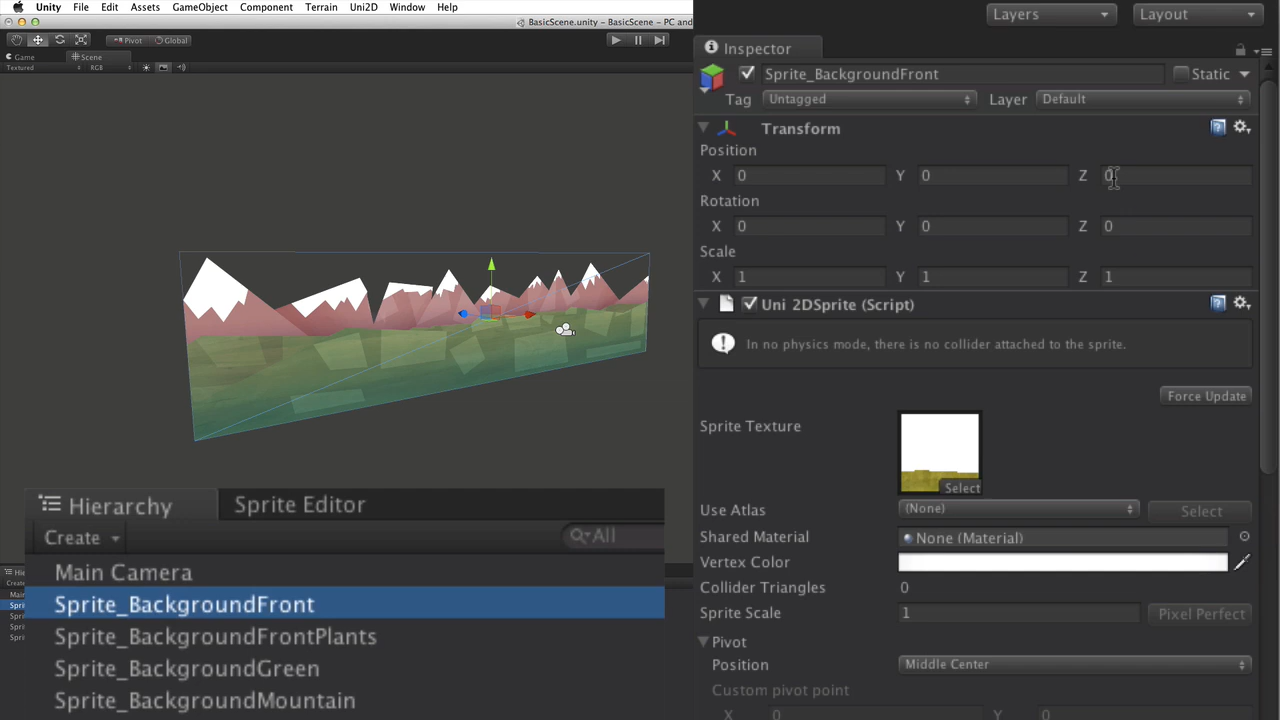 Unity File Edit Assets GameObject Component Terrain Uni2D Window Help
BasicScene.unity - BasicScene - PC and
Pivot Global
Game Scene
Textured RGB
Layers Layout
Inspector
Sprite_BackgroundFront Static
Tag Untagged Layer Default
Transform
Position
X 0 Y 0 Z 0
Rotation
X 0 Y 0 Z 0
Scale
X 1 Y 1 Z 1
Uni 2DSprite (Script)
In no physics mode, there is no collider attached to the sprite.
Force Update
Sprite Texture
Select
Use Atlas (None) Select
Shared Material None (Material)
Vertex Color
Collider Triangles 0
Sprite Scale 1 Pixel Perfect
Pivot
Position Middle Center
Custom pivot point
X 0 Y 0
Hierarchy Sprite Editor
Create All
Main Camera
Sprite_BackgroundFront
Sprite_BackgroundFrontPlants
Sprite_BackgroundGreen
Sprite_BackgroundMountain